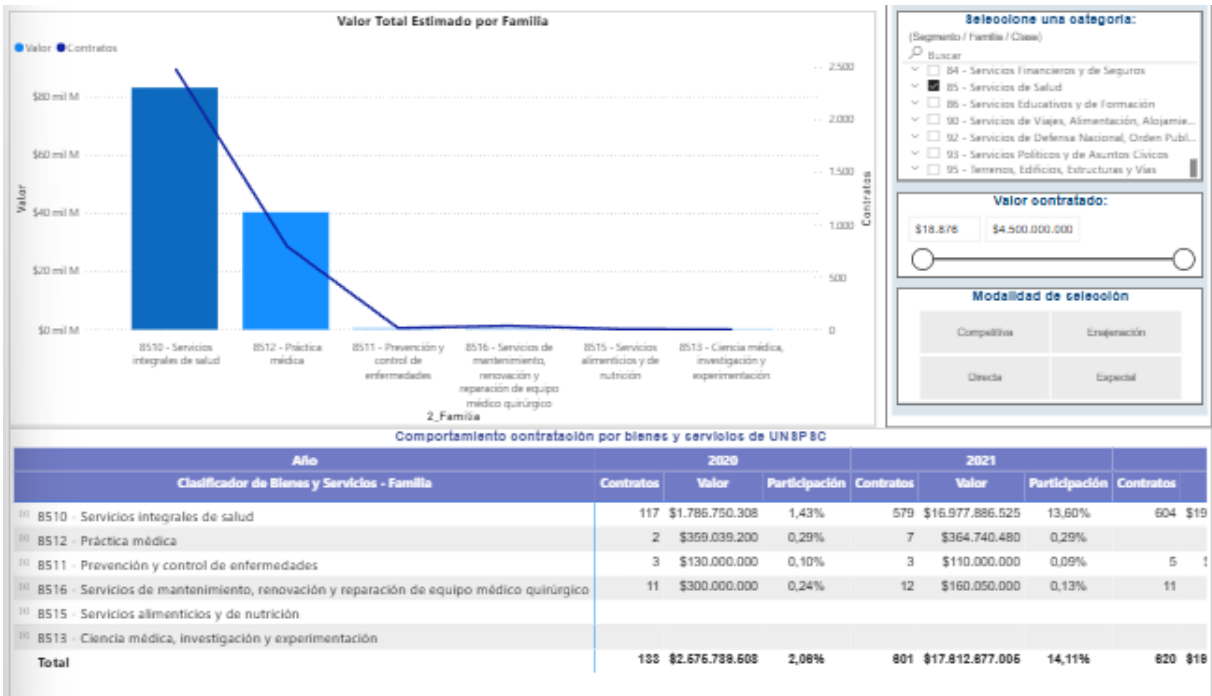 Valor Total Estimado por Familia
Valor Contratos
2.500
$80 mil M
2.000
$60 mil M
1.500
Valor
Contratos
$40 mil M
1.000
$20 mil M
500
$0 mil M
0
8510 - Servicios integrales de salud
8512 - Práctica médica
8511 - Prevención y control de enfermedades
8516 - Servicios de mantenimiento, renovación y reparación de equipo médico quirúrgico
8515 - Servicios alimenticios y de nutrición
8513 - Ciencia médica, investigación y experimentación
2_Familia
Seleccione una categoría:
(Segmento / Familia / Clase)
Buscar
84 - Servicios Financieros y de Seguros
85 - Servicios de Salud
86 - Servicios Educativos y de Formación
90 - Servicios de Viajes, Alimentación, Alojamie...
92 - Servicios de Defensa Nacional, Orden Publ...
93 - Servicios Políticos y de Asuntos Cívicos
95 - Terrenos, Edificios, Estructuras y Vías
Valor contratado:
$18.876 $4.500.000.000
Modalidad de selección
Competitiva Enajenación
Directa Especial
Comportamiento contratación por bienes y servicios de UNSPSC
Año 2020 2021
Clasificador de Bienes y Servicios - Familia Contratos Valor Participación Contratos Valor Participación Contratos
8510 - Servicios integrales de salud 117 $1.786.750.308 1,43% 579 $16.977.886.525 13,60% 604 $19
8512 - Práctica médica 2 $359.039.200 0,29% 7 $364.740.480 0,29%
8511 - Prevención y control de enfermedades 3 $130.000.000 0,10% 3 $110.000.000 0,09% 5
8516 - Servicios de mantenimiento, renovación y reparación de equipo médico quirúrgico 11 $300.000.000 0,24% 12 $160.050.000 0,13% 11
8515 - Servicios alimenticios y de nutrición
8513 - Ciencia médica, investigación y experimentación
Total 133 $2.575.789.508 2,06% 601 $17.612.677.005 14,11% 620 $19